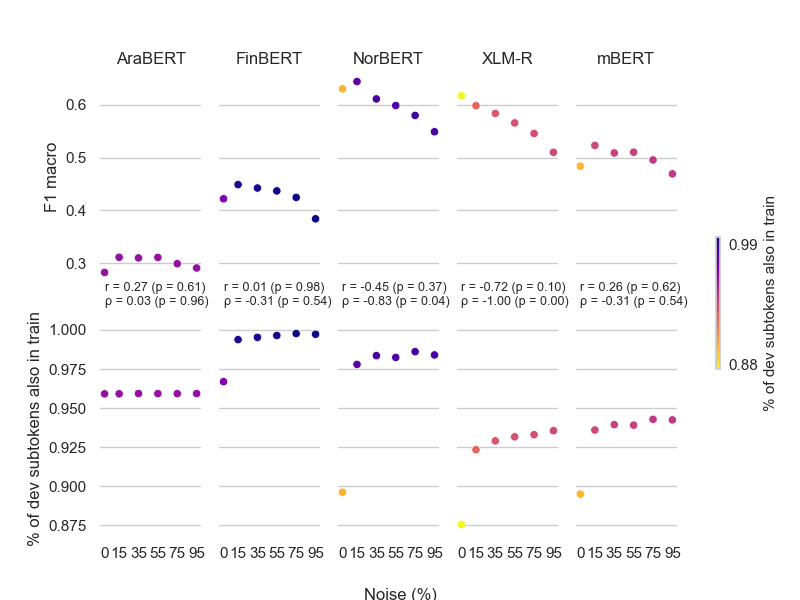 AraBERT FinBERT NorBERT XLM-R mBERT
F1 macro
0.6
0.5
0.4
0.3
r = 0.27 (p = 0.61) r = 0.01 (p = 0.98) r = -0.45 (p = 0.37) r = -0.72 (p = 0.10) r = 0.26 (p = 0.62)
ρ = 0.03 (p = 0.96) ρ = -0.31 (p = 0.54) ρ = -0.83 (p = 0.04) ρ = -1.00 (p = 0.00) ρ = -0.31 (p = 0.54)
% of dev subtokens also in train
1.000
0.975
0.950
0.925
0.900
0.875
0 15 35 55 75 95 0 15 35 55 75 95 0 15 35 55 75 95 0 15 35 55 75 95 0 15 35 55 75 95
Noise (%)
0.99
0.88
% of dev subtokens also in train